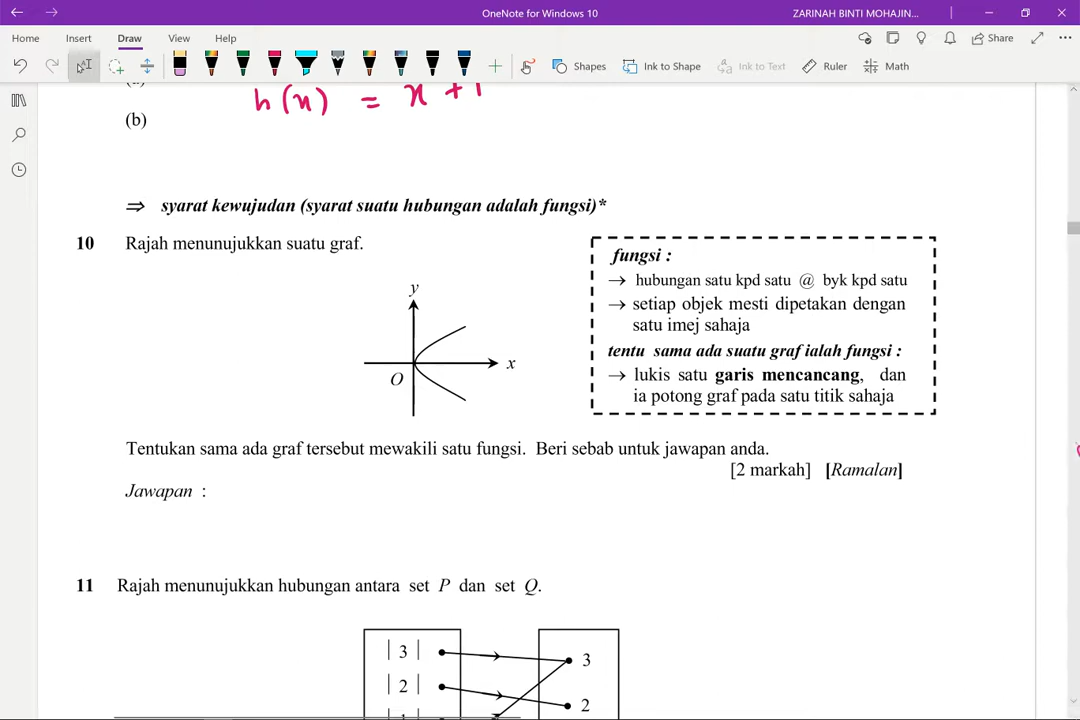 OneNote for Windows 10
ZARINAH BINTI MOHAJIN...
Home Insert Draw View Help
Share
Shapes Ink to Shape Ink to Text Ruler Math
h(x) = x + 1
(b)
⇒ syarat kewujudan (syarat suatu hubungan adalah fungsi)*
10 Rajah menunujukkan suatu graf.
y
x
O
fungsi :
→ hubungan satu kpd satu @ byk kpd satu
→ setiap objek mesti dipetakan dengan
satu imej sahaja
tentu sama ada suatu graf ialah fungsi :
→ lukis satu garis mencancang, dan
ia potong graf pada satu titik sahaja
Tentukan sama ada graf tersebut mewakili satu fungsi. Beri sebab untuk jawapan anda.
[2 markah] [Ramalan]
Jawapan :
11 Rajah menunujukkan hubungan antara set P dan set Q.
| 3 | 3
| 2 | 2